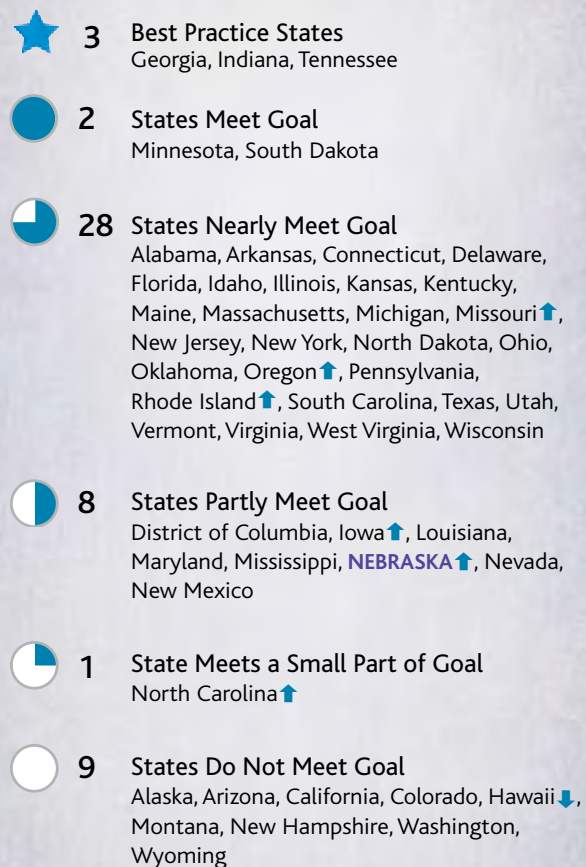 3 Best Practice States
Georgia, Indiana, Tennessee
2 States Meet Goal
Minnesota, South Dakota
28 States Nearly Meet Goal
Alabama, Arkansas, Connecticut, Delaware,
Florida, Idaho, Illinois, Kansas, Kentucky,
Maine, Massachusetts, Michigan, Missouri⬆,
New Jersey, New York, North Dakota, Ohio,
Oklahoma, Oregon⬆, Pennsylvania,
Rhode Island⬆, South Carolina, Texas, Utah,
Vermont, Virginia, West Virginia, Wisconsin
8 States Partly Meet Goal
District of Columbia, Iowa⬆, Louisiana,
Maryland, Mississippi, NEBRASKA⬆, Nevada,
New Mexico
1 State Meets a Small Part of Goal
North Carolina⬆
9 States Do Not Meet Goal
Alaska, Arizona, California, Colorado, Hawaii⬇,
Montana, New Hampshire, Washington,
Wyoming